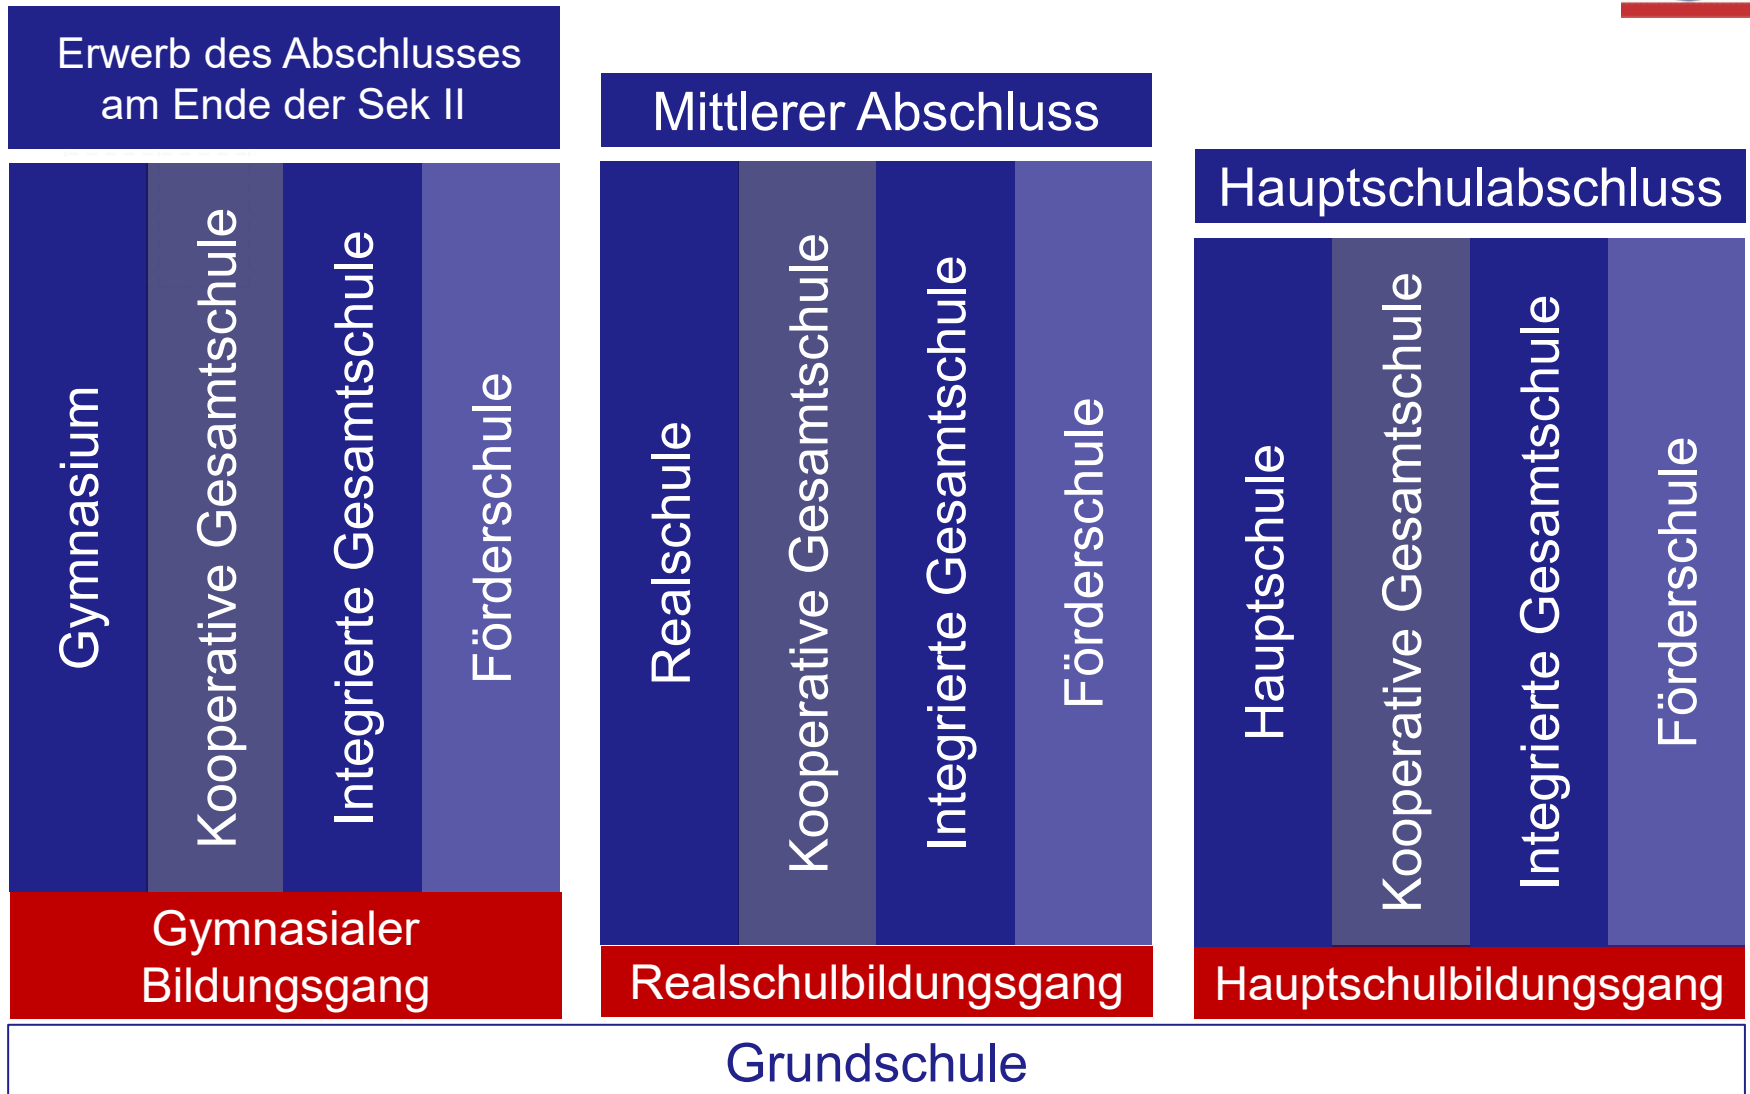 Erwerb des Abschlusses
am Ende der Sek II
Gymnasium
Kooperative Gesamtschule
Integrierte Gesamtschule
Förderschule
Gymnasialer
Bildungsgang
Mittlerer Abschluss
Realschule
Kooperative Gesamtschule
Integrierte Gesamtschule
Förderschule
Realschulbildungsgang
Hauptschulabschluss
Hauptschule
Kooperative Gesamtschule
Integrierte Gesamtschule
Förderschule
Hauptschulbildungsgang
Grundschule